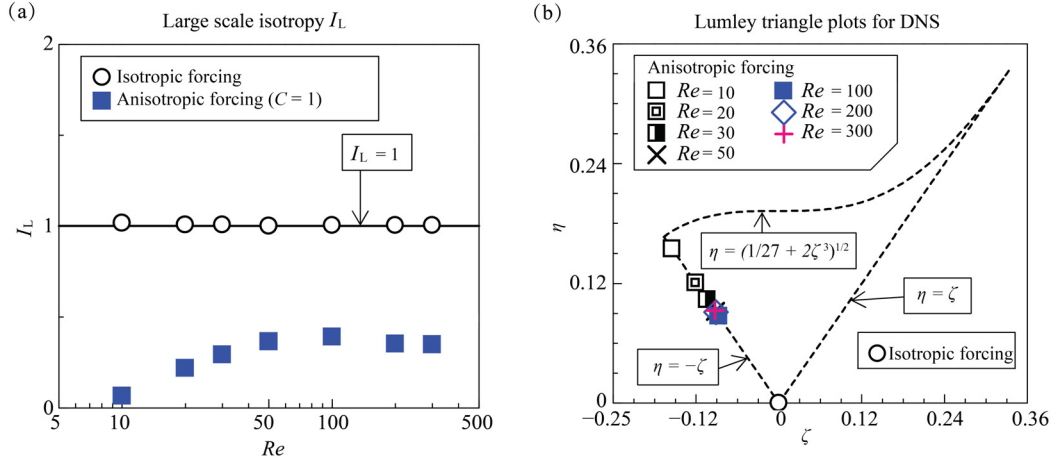 (a)
Large scale isotropy I_L
2
1
0
I_L
Isotropic forcing
Anisotropic forcing (C = 1)
I_L = 1
5
10
50
100
500
Re
(b)
Lumley triangle plots for DNS
0.36
0.24
0.12
0
η
Anisotropic forcing
Re = 10
Re = 100
Re = 20
Re = 200
Re = 30
Re = 300
Re = 50
η = (1/27 + 2ζ³)^1/2
η = ζ
η = −ζ
Isotropic forcing
−0.25
−0.12
0
0.12
0.24
0.36
ζ